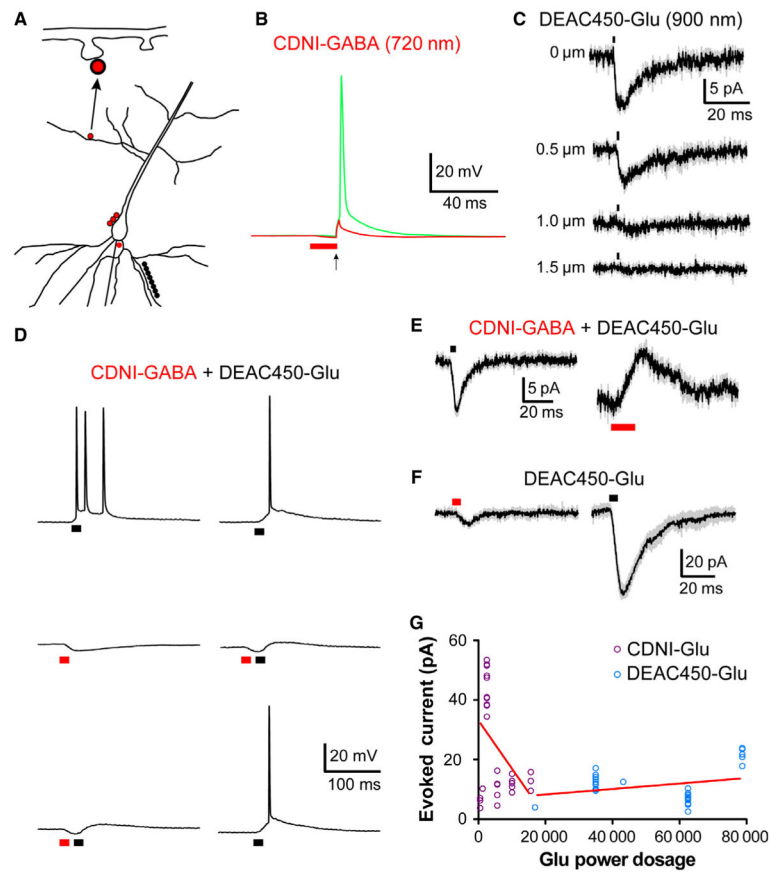 A
B
CDNI-GABA (720 nm)
20 mV
40 ms
C
DEAC450-Glu (900 nm)
0 µm
5 pA
20 ms
0.5 µm
1.0 µm
1.5 µm
D
CDNI-GABA + DEAC450-Glu
20 mV
100 ms
E
CDNI-GABA + DEAC450-Glu
5 pA
20 ms
F
DEAC450-Glu
20 pA
20 ms
G
60
40
20
0
Evoked current (pA)
CDNI-Glu
DEAC450-Glu
0 20 000 40 000 60 000 80 000
Glu power dosage